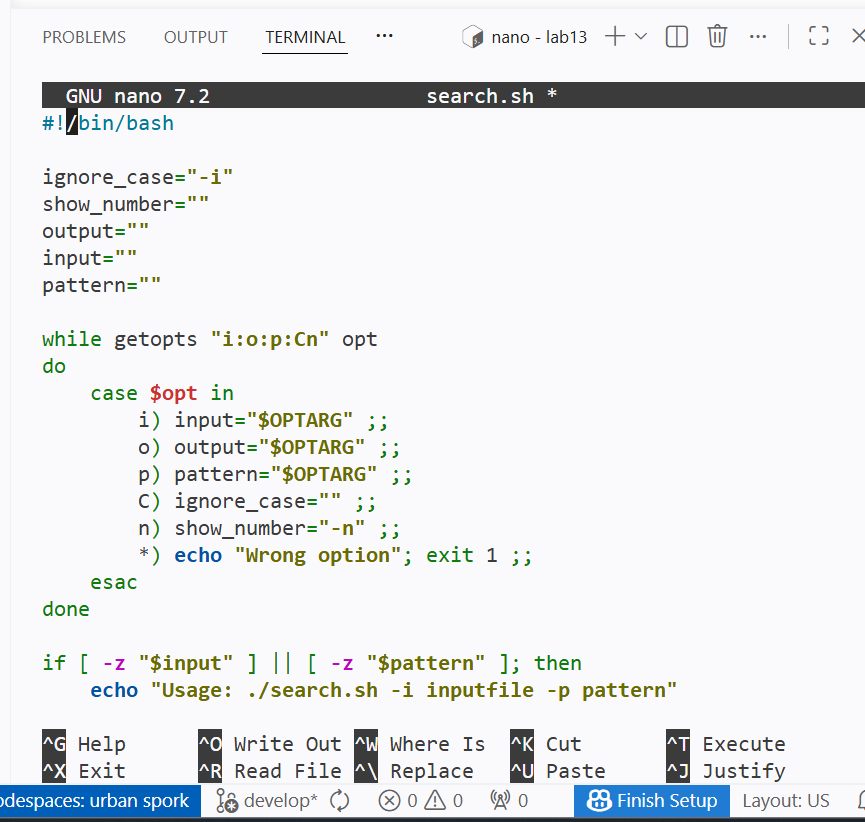 PROBLEMS OUTPUT TERMINAL ... nano - lab13
GNU nano 7.2 search.sh *
#!/bin/bash
ignore_case="-i"
show_number=""
output=""
input=""
pattern=""
while getopts "i:o:p:Cn" opt
do
case $opt in
i) input="$OPTARG" ;;
o) output="$OPTARG" ;;
p) pattern="$OPTARG" ;;
C) ignore_case="" ;;
n) show_number="-n" ;;
*) echo "Wrong option"; exit 1 ;;
esac
done
if [ -z "$input" ] || [ -z "$pattern" ]; then
echo "Usage: ./search.sh -i inputfile -p pattern"
^G Help ^O Write Out ^W Where Is ^K Cut ^T Execute
^X Exit ^R Read File ^\ Replace ^U Paste ^J Justify
odespaces: urban spork develop* 0 0 0 Finish Setup Layout: US